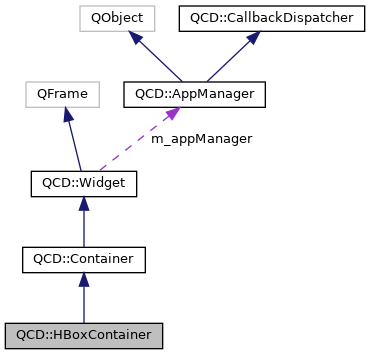 QObject
QCD::CallbackDispatcher
QFrame
QCD::AppManager
m_appManager
QCD::Widget
QCD::Container
QCD::HBoxContainer